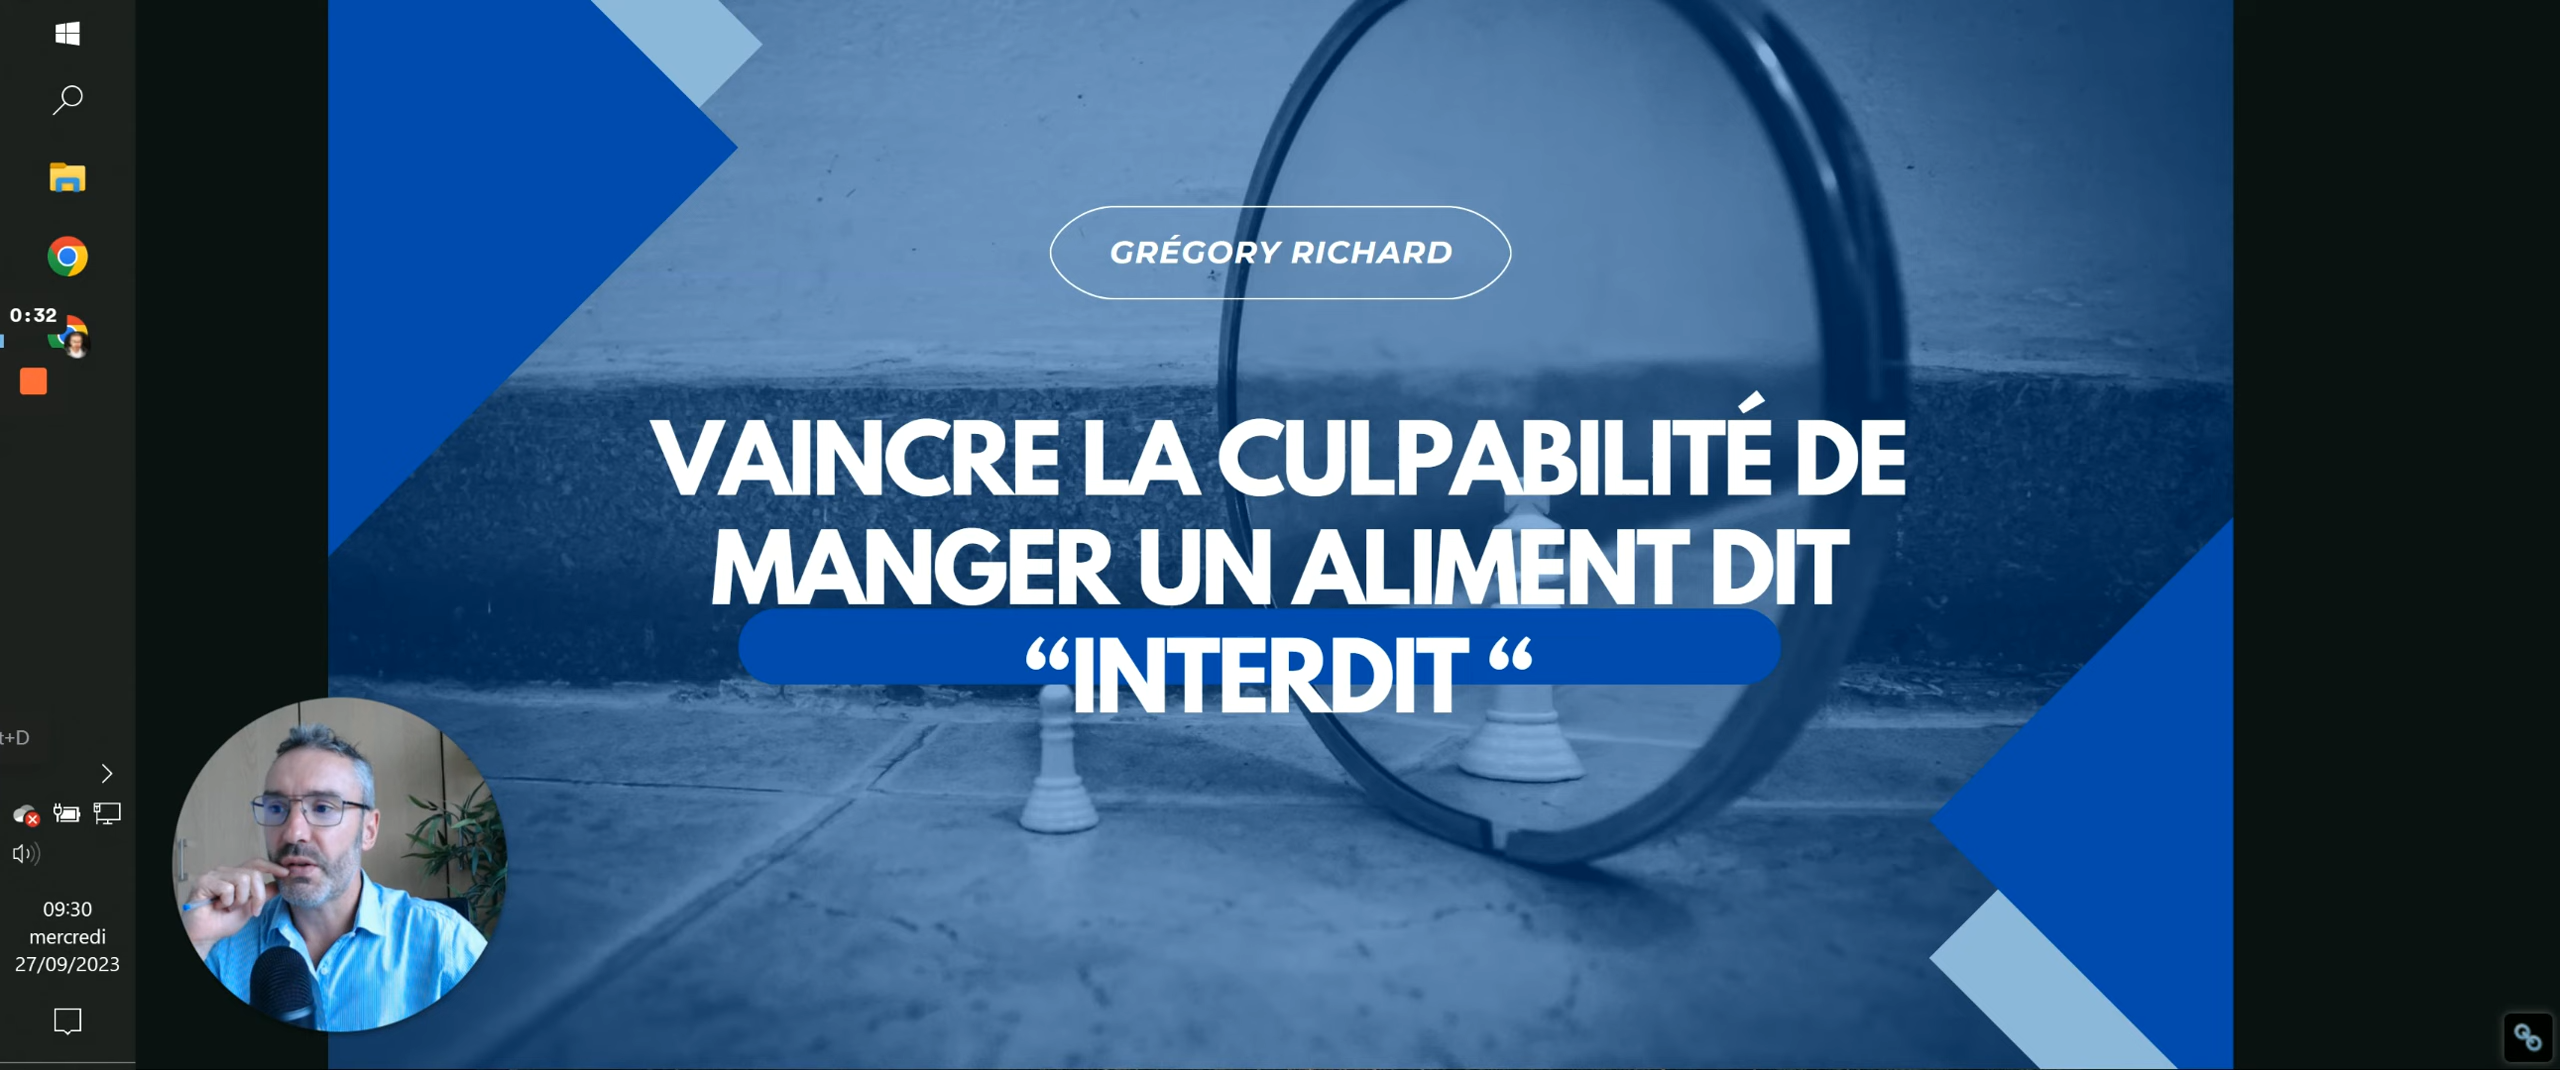 0:32
t+D
09:30
mercredi
27/09/2023
GRÉGORY RICHARD
VAINCRE LA CULPABILITÉ DE
MANGER UN ALIMENT DIT
“INTERDIT “